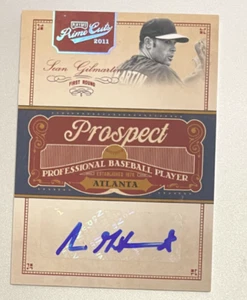 Prime Cuts
2011
Sean Gilmartin
FIRST ROUND
Prospect
PROFESSIONAL BASEBALL PLAYER
ATLANTA